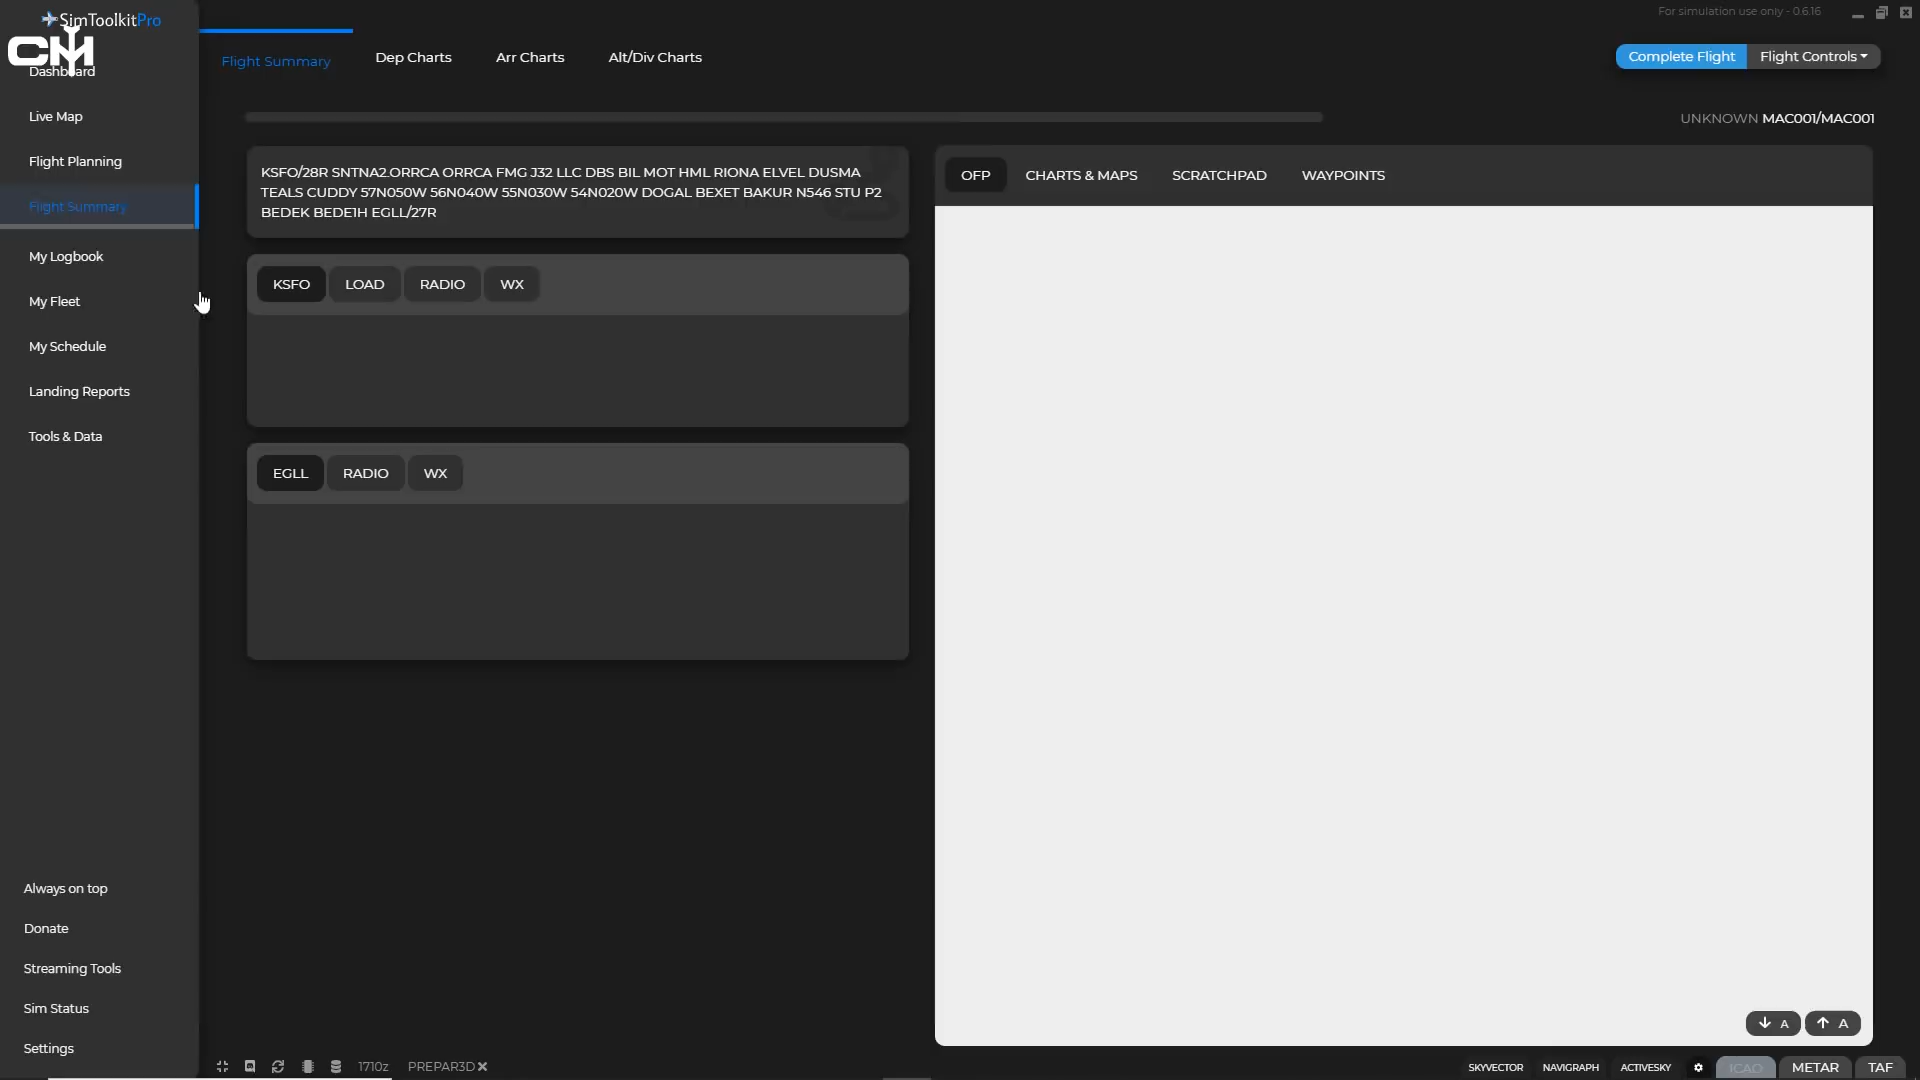 SimToolkitPro
CM
Dashboard
Live Map
Flight Planning
Flight Summary
My Logbook
My Fleet
My Schedule
Landing Reports
Tools & Data
Always on top
Donate
Streaming Tools
Sim Status
Settings
Flight Summary
Dep Charts
Arr Charts
Alt/Div Charts
For simulation use only - 0.6.16
Complete Flight
Flight Controls
UNKNOWN MAC001/MAC001
KSFO/28R SNTNA2.ORRCA ORRCA FMG J32 LLC DBS BIL MOT HML RIONA ELVEL DUSMA
TEALS CUDDY 57N050W 56N040W 55N030W 54N020W DOGAL BEXET BAKUR N546 STU P2
BEDEK BEDE1H EGLL/27R
KSFO
LOAD
RADIO
WX
EGLL
RADIO
WX
OFP
CHARTS & MAPS
SCRATCHPAD
WAYPOINTS
A
A
1710z
PREPAR3D
SKYVECTOR
NAVIGRAPH
ACTIVESKY
ICAO
METAR
TAF